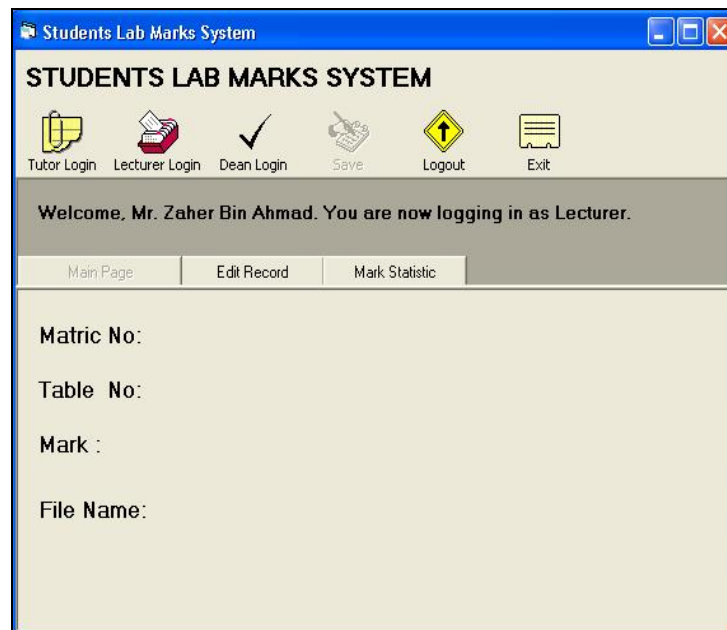 Students Lab Marks System
STUDENTS LAB MARKS SYSTEM
Tutor Login Lecturer Login Dean Login Save Logout Exit
Welcome, Mr. Zaher Bin Ahmad. You are now logging in as Lecturer.
Main Page Edit Record Mark Statistic
Matric No:
Table No:
Mark :
File Name: